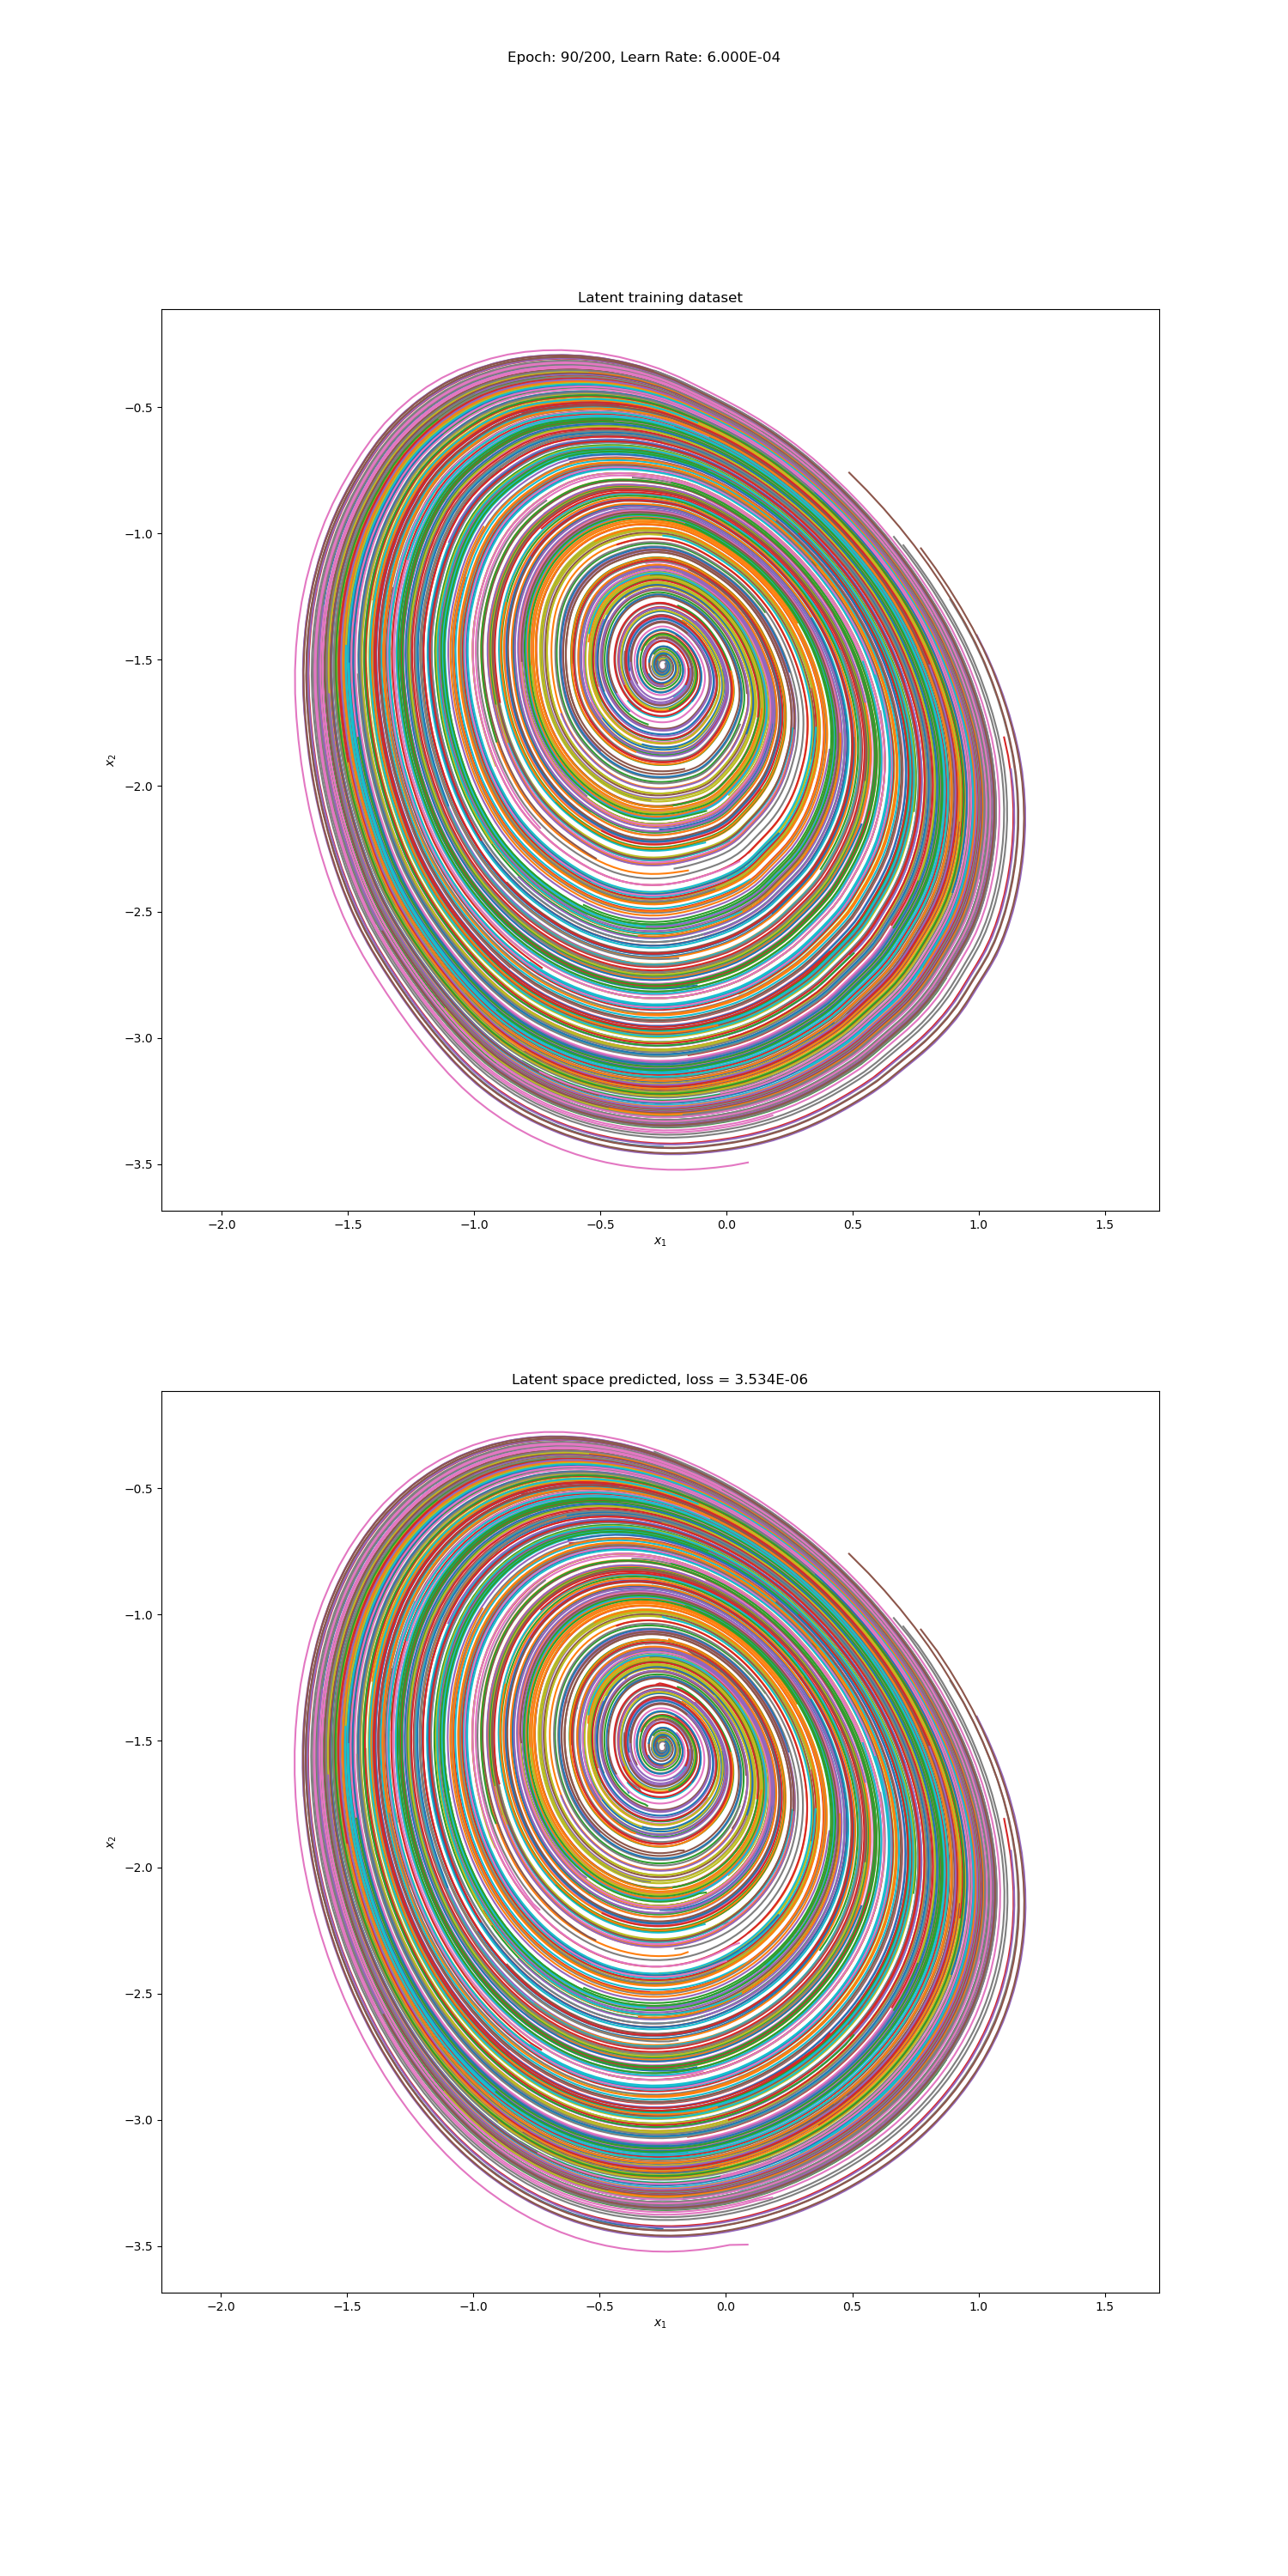 Epoch: 90/200, Learn Rate: 6.000E-04
Latent training dataset
−0.5
−1.0
−1.5
−2.0
−2.5
−3.0
−3.5
x₂
−2.0 −1.5 −1.0 −0.5 0.0 0.5 1.0 1.5
x₁
Latent space predicted, loss = 3.534E-06
−0.5
−1.0
−1.5
−2.0
−2.5
−3.0
−3.5
x₂
−2.0 −1.5 −1.0 −0.5 0.0 0.5 1.0 1.5
x₁